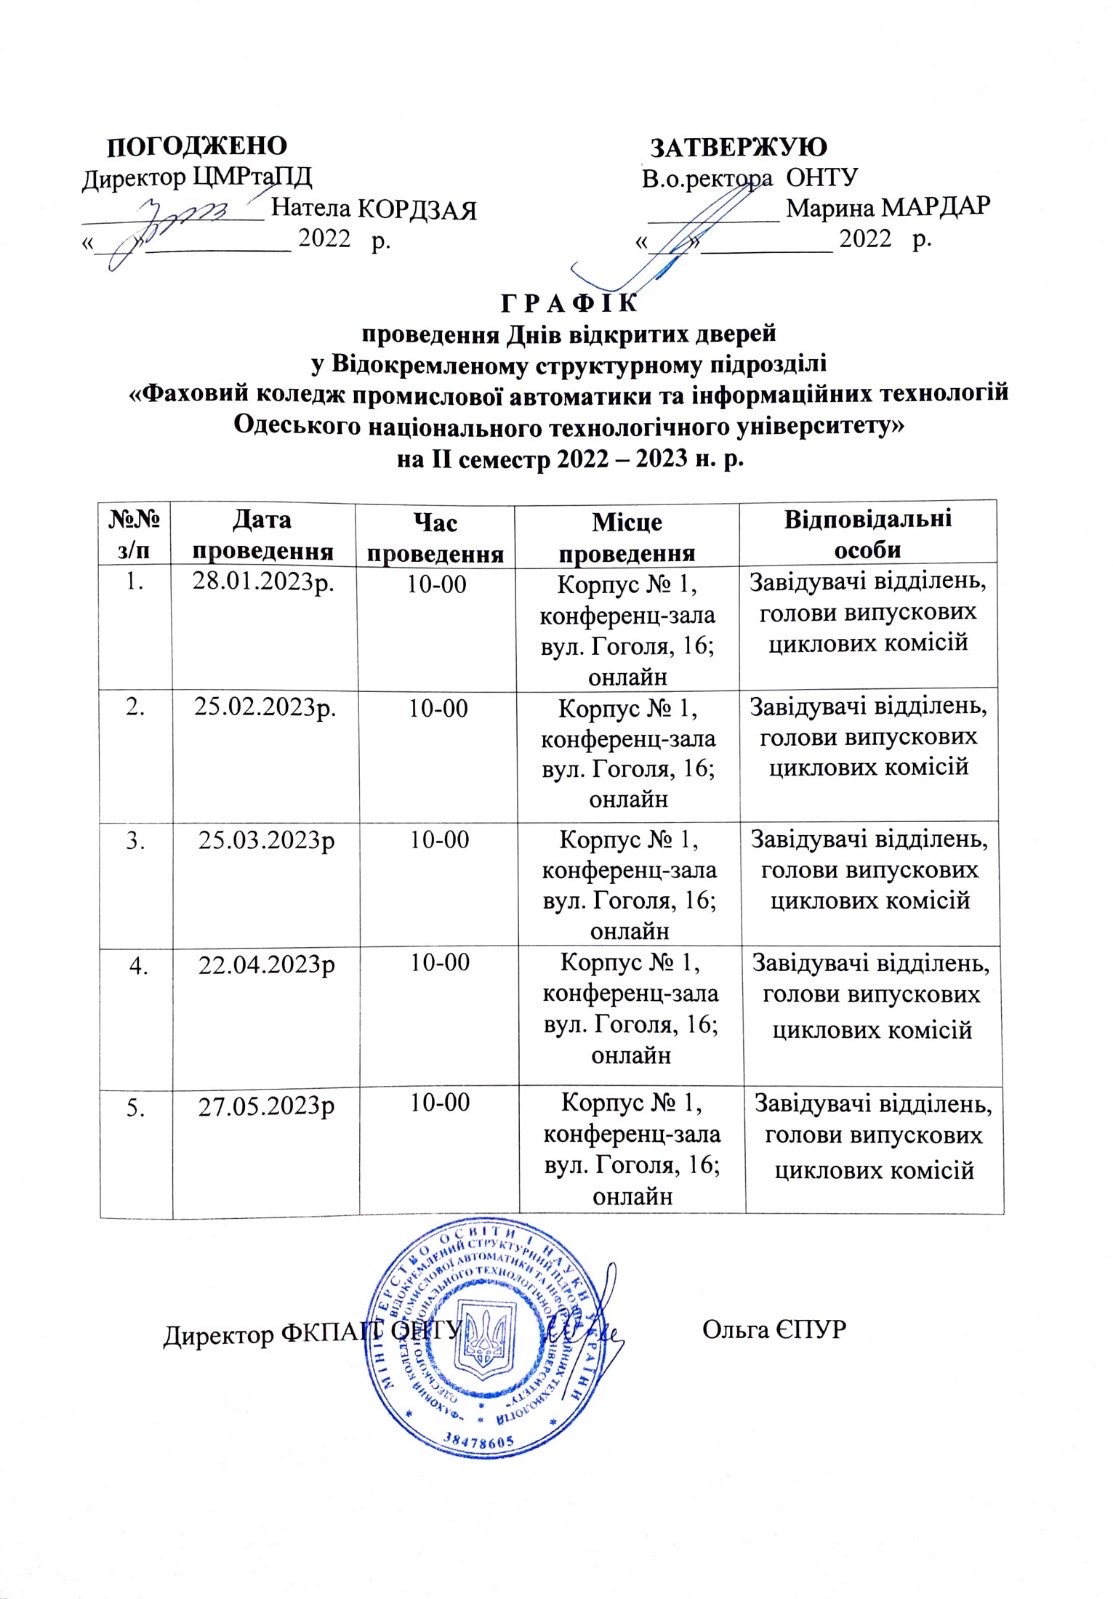 ПОГОДЖЕНО
Директор ЦМРтаПД
______________ Натела КОРДЗАЯ
«___»___________ 2022 р.
ЗАТВЕРЖУЮ
В.о.ректора ОНТУ
__________ Марина МАРДАР
«___»__________ 2022 р.
Г Р А Ф І К
проведення Днів відкритих дверей
у Відокремленому структурному підрозділі
«Фаховий коледж промислової автоматики та інформаційних технологій
Одеського національного технологічного університету»
на ІІ семестр 2022 – 2023 н. р.
№№ з/п Дата проведення Час проведення Місце проведення Відповідальні особи
1. 28.01.2023р. 10-00 Корпус № 1, Завідувачі відділень,
конференц-зала голови випускових
вул. Гоголя, 16; циклових комісій
онлайн
2. 25.02.2023р. 10-00 Корпус № 1, Завідувачі відділень,
конференц-зала голови випускових
вул. Гоголя, 16; циклових комісій
онлайн
3. 25.03.2023р 10-00 Корпус № 1, Завідувачі відділень,
конференц-зала голови випускових
вул. Гоголя, 16; циклових комісій
онлайн
4. 22.04.2023р 10-00 Корпус № 1, Завідувачі відділень,
конференц-зала голови випускових
вул. Гоголя, 16; циклових комісій
онлайн
5. 27.05.2023р 10-00 Корпус № 1, Завідувачі відділень,
конференц-зала голови випускових
вул. Гоголя, 16; циклових комісій
онлайн
Директор ФКПАІТ ОНТУ Ольга ЄПУР
МІНІСТЕРСТВО ОСВІТИ І НАУКИ УКРАЇНИ
ВІДОКРЕМЛЕНИЙ СТРУКТУРНИЙ ПІДРОЗДІЛ
"ФАХОВИЙ КОЛЕДЖ ПРОМИСЛОВОЇ АВТОМАТИКИ ТА ІНФОРМАЦІЙНИХ ТЕХНОЛОГІЙ
ОДЕСЬКОГО НАЦІОНАЛЬНОГО ТЕХНОЛОГІЧНОГО УНІВЕРСИТЕТУ"
38478605